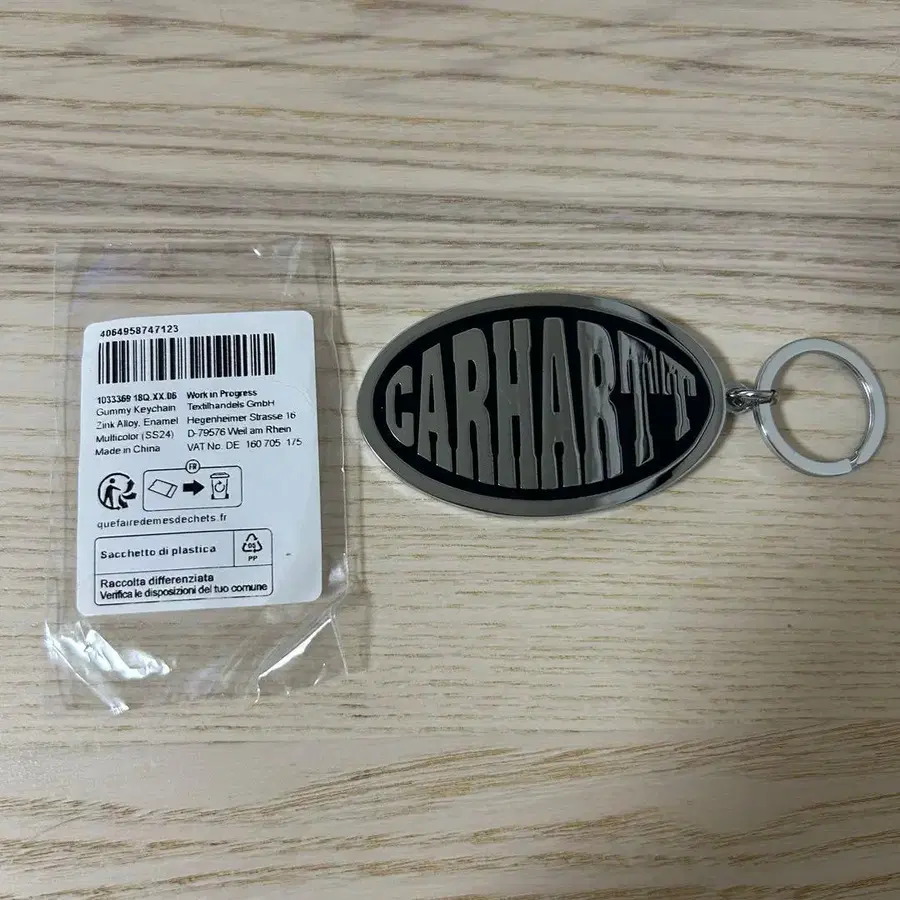 4064958747123
1033369 18Q.XX.06 Work in Progress
Gummy Keychain Textilhandels GmbH
Zink Alloy, Enamel Hegenheimer Strasse 16
Multicolor (SS24) D-79576 Weil am Rhein
Made in China VAT No. DE 160 705 175
FR
quefairedemesdechets.fr
Sacchetto di plastica
05
PP
Raccolta differenziata
Verifica le disposizioni del tuo comune
CARHARTT